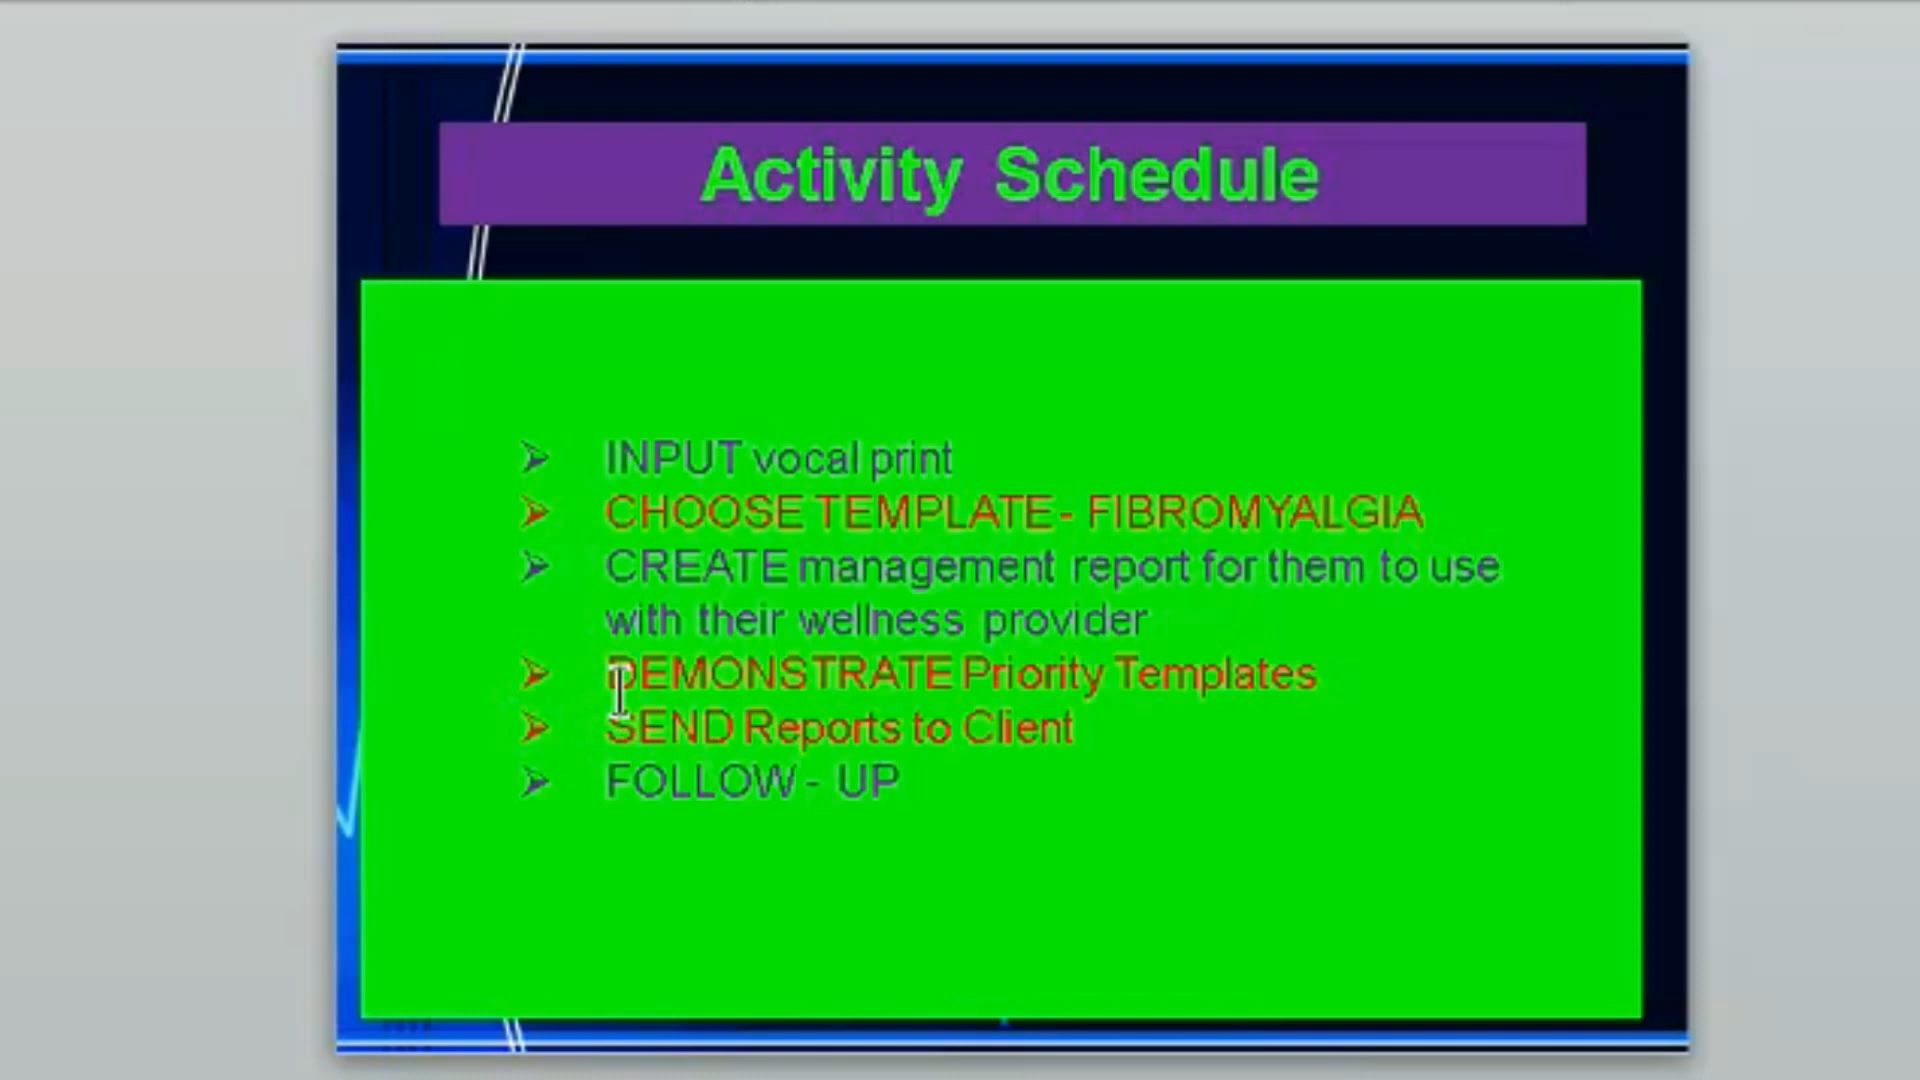 Activity Schedule
INPUT vocal print
CHOOSE TEMPLATE - FIBROMYALGIA
CREATE management report for them to use
with their wellness provider
DEMONSTRATE Priority Templates
SEND Reports to Client
FOLLOW - UP